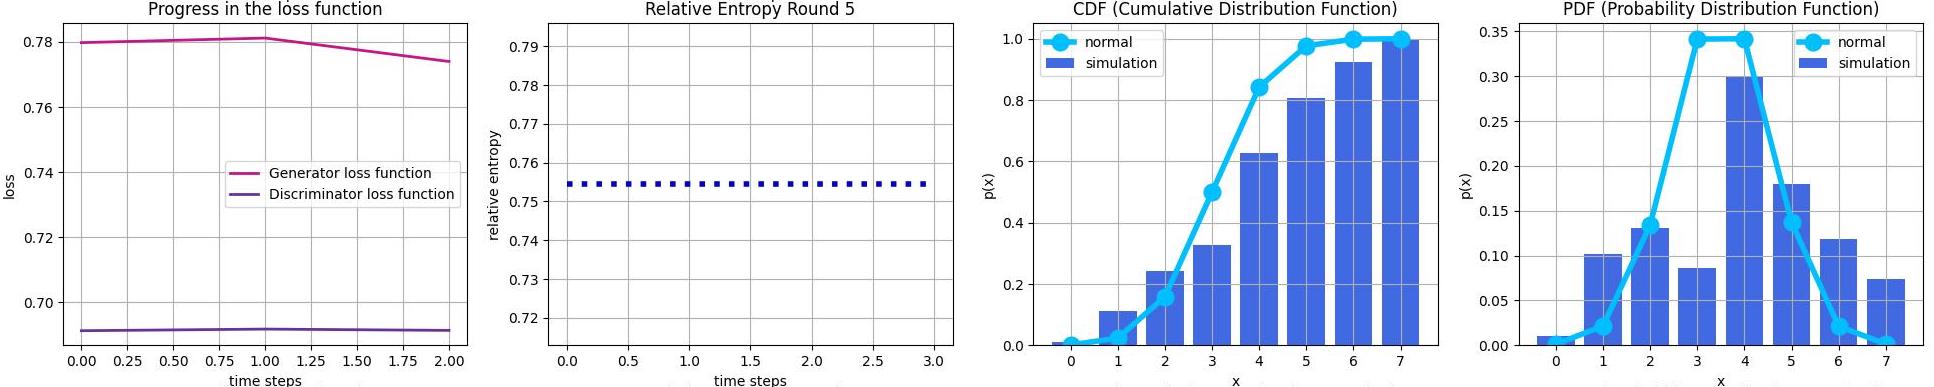 Progress in the loss function
0.78
0.76
0.74
0.72
0.70
loss
Generator loss function
Discriminator loss function
0.00 0.25 0.50 0.75 1.00 1.25 1.50 1.75 2.00
time steps
Relative Entropy Round 5
0.79
0.78
0.77
0.76
0.75
0.74
0.73
0.72
relative entropy
0.0 0.5 1.0 1.5 2.0 2.5 3.0
time steps
CDF (Cumulative Distribution Function)
normal
simulation
1.0
0.8
0.6
0.4
0.2
0.0
p(x)
0 1 2 3 4 5 6 7
x
PDF (Probability Distribution Function)
normal
simulation
0.35
0.30
0.25
0.20
0.15
0.10
0.05
0.00
p(x)
0 1 2 3 4 5 6 7
x